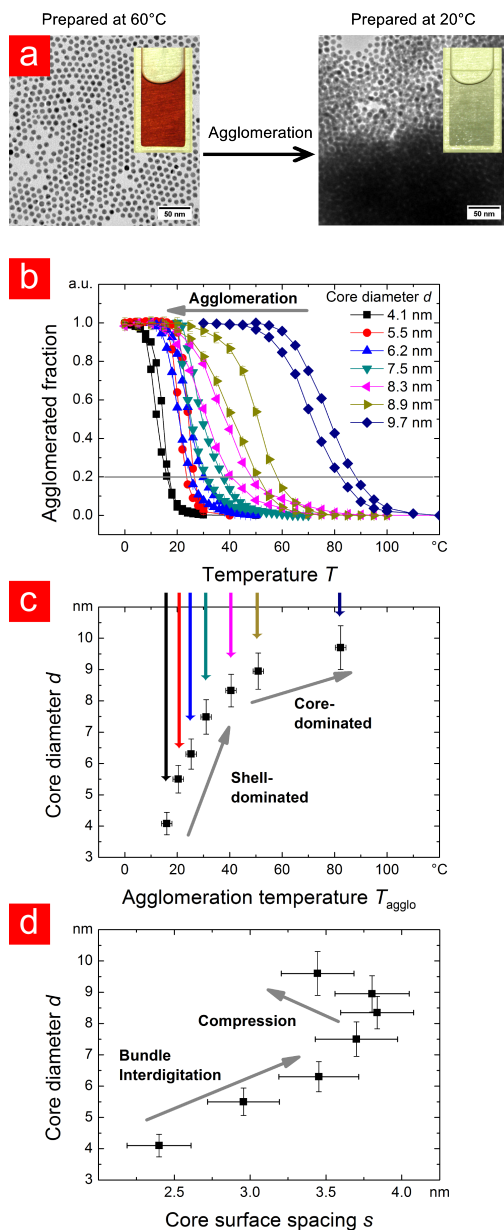 Prepared at 60°C
Prepared at 20°C
a
Agglomeration
50 nm
50 nm
b
a.u.
Agglomeration
Core diameter d
4.1 nm
5.5 nm
6.2 nm
7.5 nm
8.3 nm
8.9 nm
9.7 nm
1.0
0.8
0.6
0.4
0.2
0.0
Agglomerated fraction
0 20 40 60 80 100 °C
Temperature T
c
nm
10
9
8
7
6
5
4
3
Core diameter d
Core-
dominated
Shell-
dominated
0 20 40 60 80 100 °C
Agglomeration temperature Tagglo
d
nm
10
9
8
7
6
5
4
3
Core diameter d
Compression
Bundle
Interdigitation
2.5 3.0 3.5 4.0 nm
Core surface spacing s